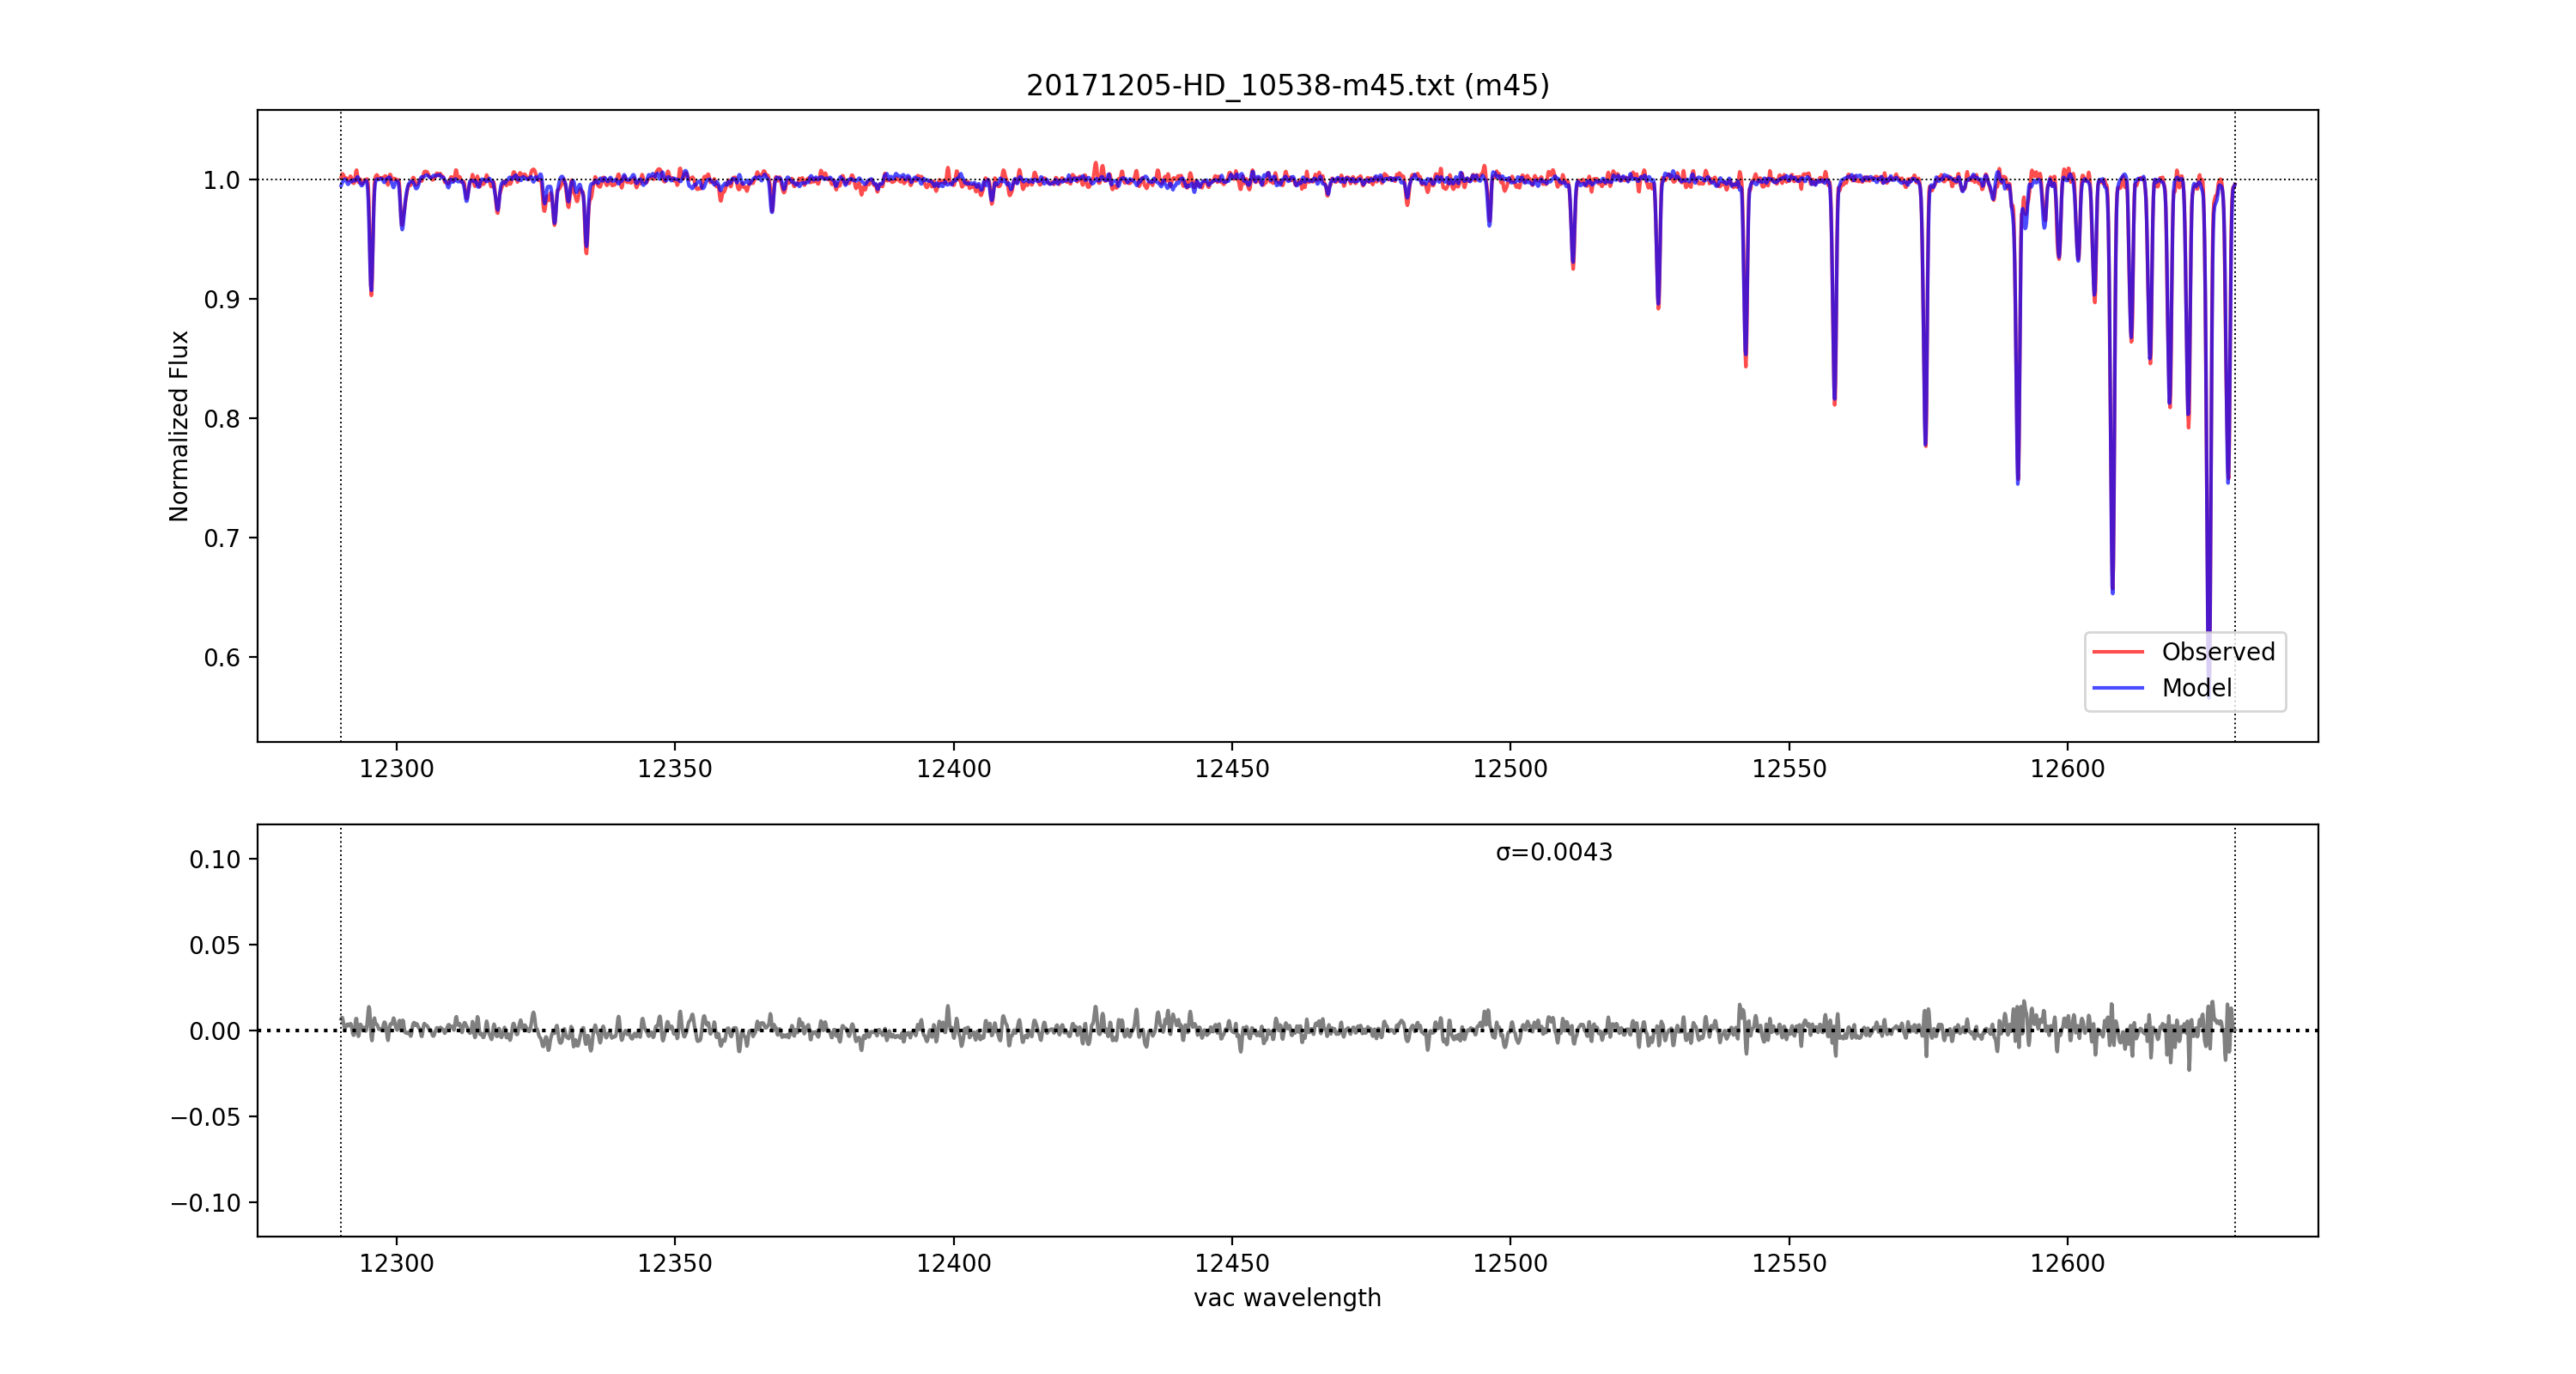 20171205-HD_10538-m45.txt (m45)
Normalized Flux
1.0
0.9
0.8
0.7
0.6
Observed
Model
12300 12350 12400 12450 12500 12550 12600
σ=0.0043
0.10
0.05
0.00
−0.05
−0.10
12300 12350 12400 12450 12500 12550 12600
vac wavelength